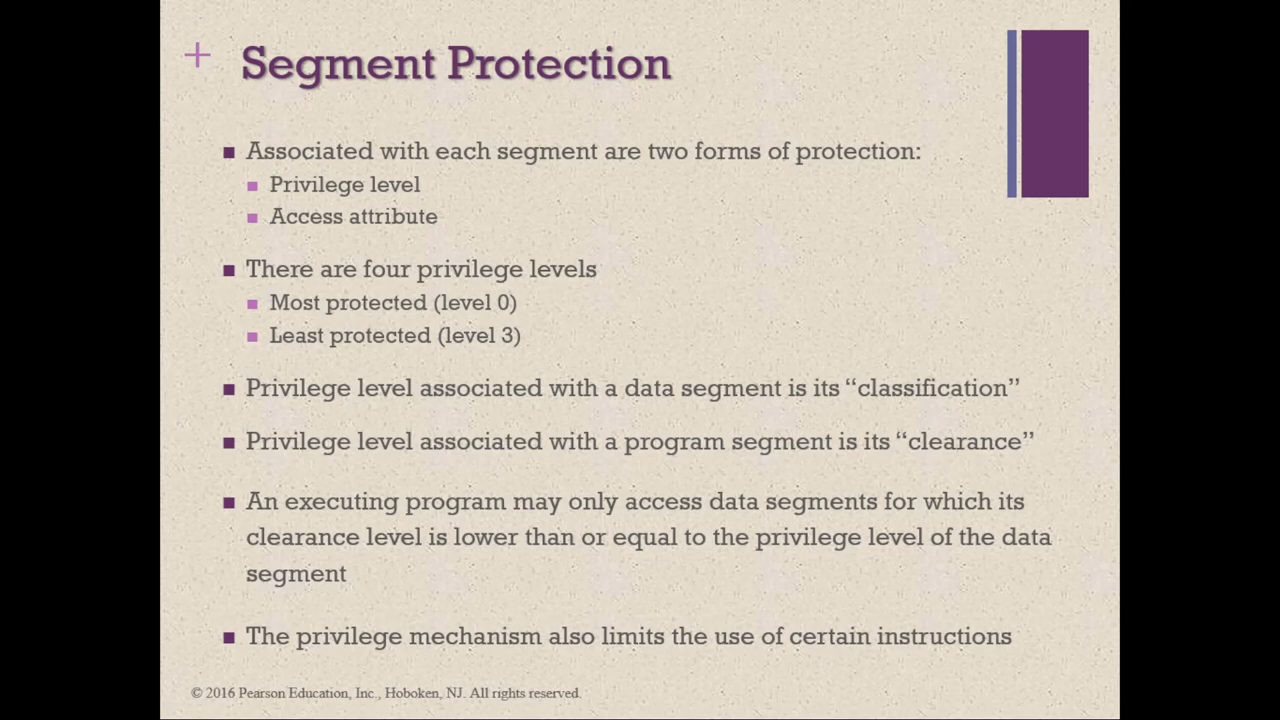 + Segment Protection
■ Associated with each segment are two forms of protection:
■ Privilege level
■ Access attribute
■ There are four privilege levels
■ Most protected (level 0)
■ Least protected (level 3)
■ Privilege level associated with a data segment is its “classification”
■ Privilege level associated with a program segment is its “clearance”
■ An executing program may only access data segments for which its
clearance level is lower than or equal to the privilege level of the data
segment
■ The privilege mechanism also limits the use of certain instructions
© 2016 Pearson Education, Inc., Hoboken, NJ. All rights reserved.